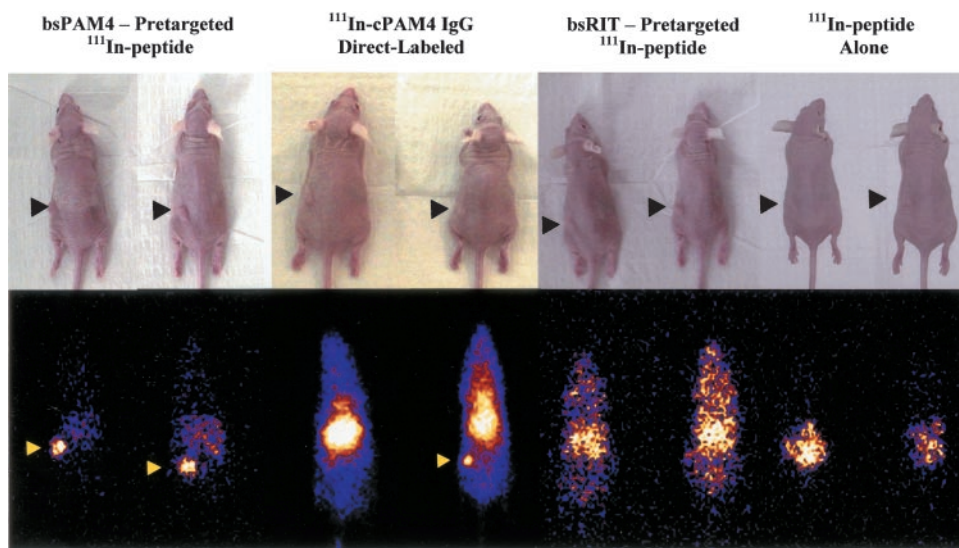 bsPAM4 – Pretargeted
¹¹¹In-peptide
¹¹¹In-cPAM4 IgG
Direct-Labeled
bsRIT – Pretargeted
¹¹¹In-peptide
¹¹¹In-peptide
Alone